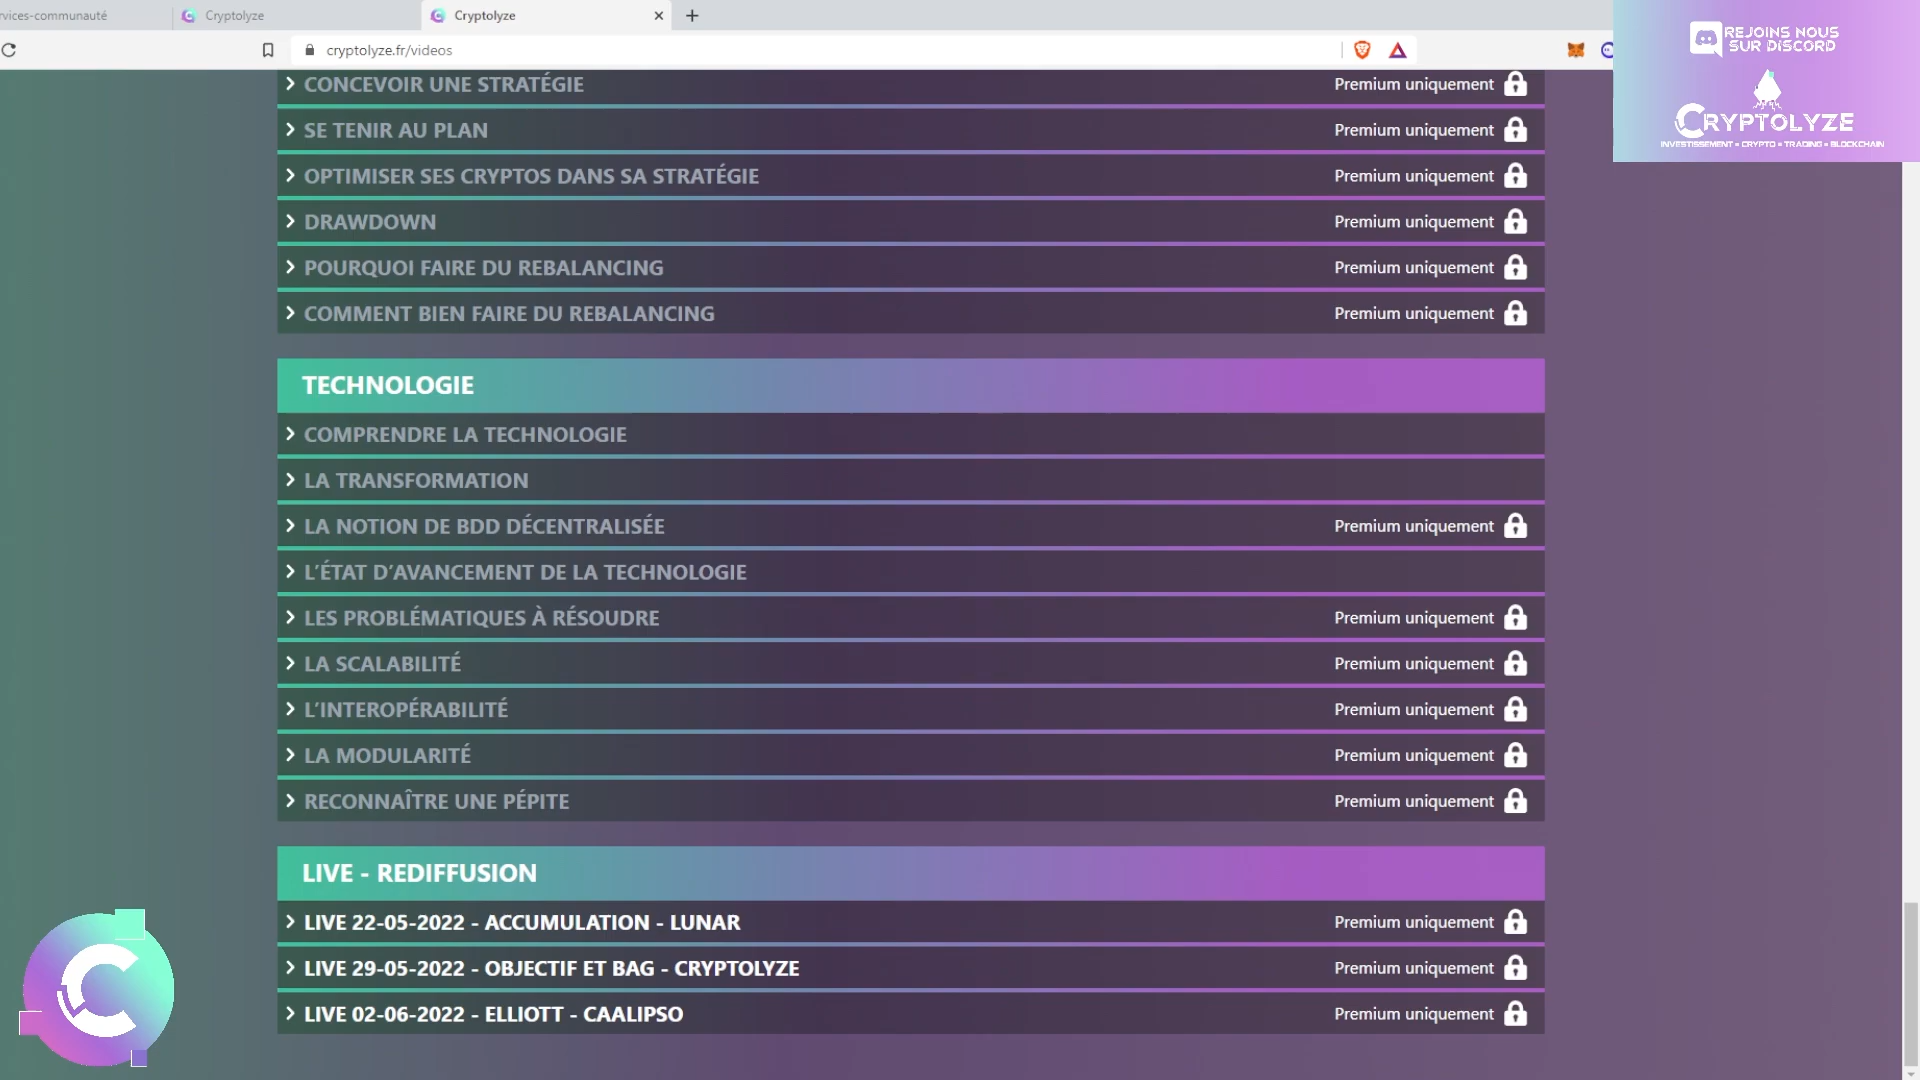 rvices-communauté
Cryptolyze
Cryptolyze
cryptolyze.fr/videos
REJOINS NOUS
SUR DISCORD
CRYPTOLYZE
INVESTISSEMENT • CRYPTO • TRADING • BLOCKCHAIN
CONCEVOIR UNE STRATÉGIE Premium uniquement
SE TENIR AU PLAN Premium uniquement
OPTIMISER SES CRYPTOS DANS SA STRATÉGIE Premium uniquement
DRAWDOWN Premium uniquement
POURQUOI FAIRE DU REBALANCING Premium uniquement
COMMENT BIEN FAIRE DU REBALANCING Premium uniquement
TECHNOLOGIE
COMPRENDRE LA TECHNOLOGIE
LA TRANSFORMATION
LA NOTION DE BDD DÉCENTRALISÉE Premium uniquement
L’ÉTAT D’AVANCEMENT DE LA TECHNOLOGIE
LES PROBLÉMATIQUES À RÉSOUDRE Premium uniquement
LA SCALABILITÉ Premium uniquement
L’INTEROPÉRABILITÉ Premium uniquement
LA MODULARITÉ Premium uniquement
RECONNAÎTRE UNE PÉPITE Premium uniquement
LIVE - REDIFFUSION
LIVE 22-05-2022 - ACCUMULATION - LUNAR Premium uniquement
LIVE 29-05-2022 - OBJECTIF ET BAG - CRYPTOLYZE Premium uniquement
LIVE 02-06-2022 - ELLIOTT - CAALIPSO Premium uniquement